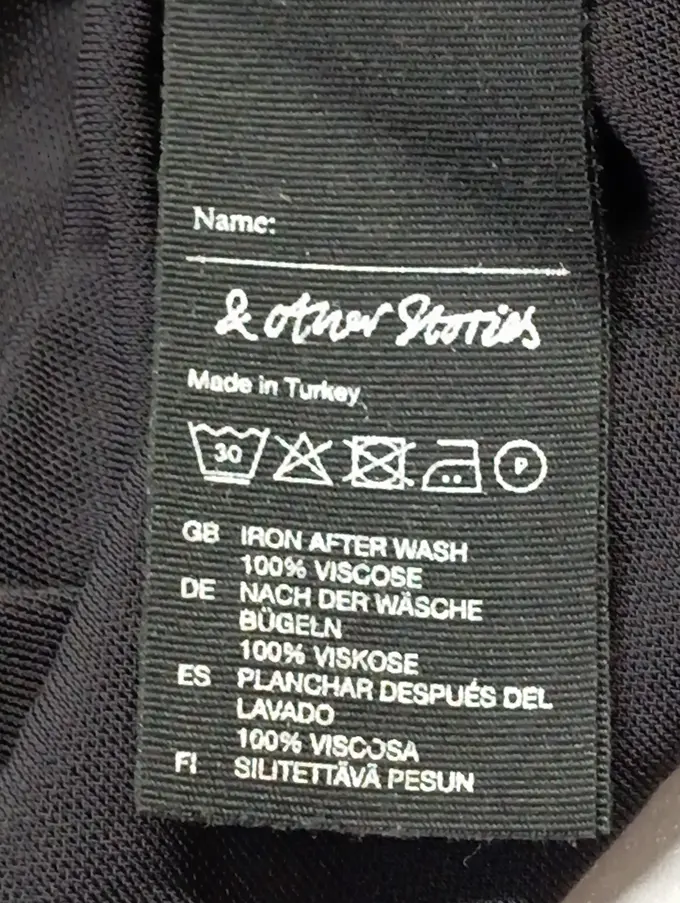 Name:
& other Stories
Made in Turkey
30 P
GB IRON AFTER WASH
100% VISCOSE
DE NACH DER WÄSCHE
BÜGELN
100% VISKOSE
ES PLANCHAR DESPUÉS DEL
LAVADO
100% VISCOSA
FI SILITETTÄVÄ PESUN